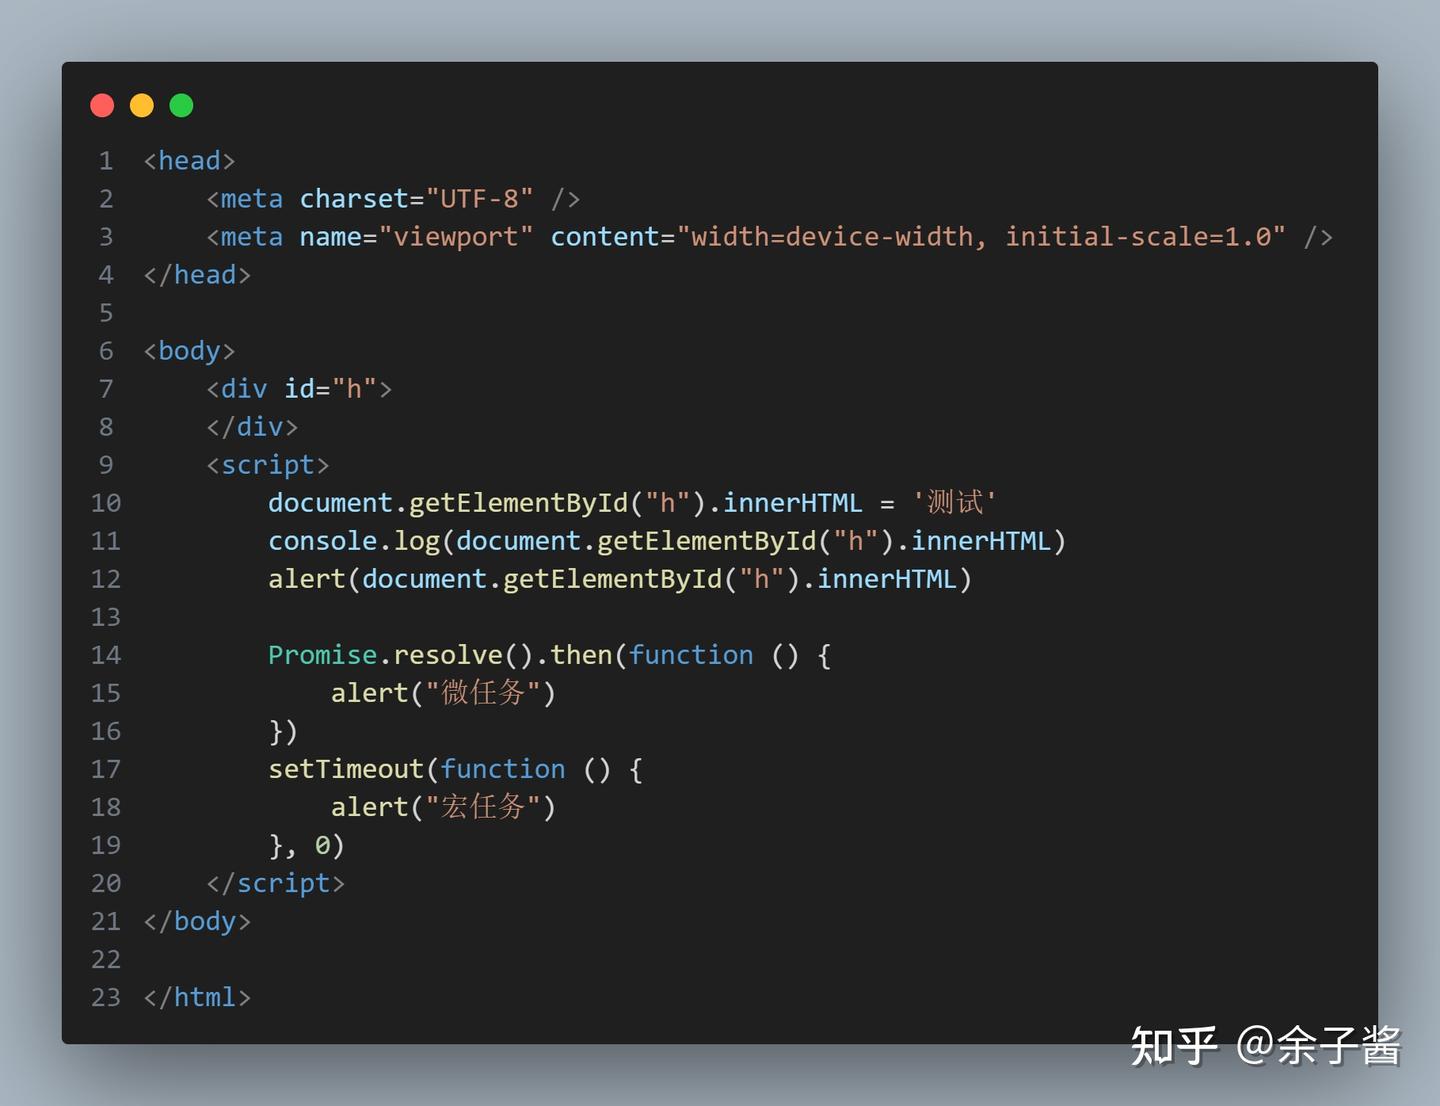 1 <head>
2     <meta charset="UTF-8" />
3     <meta name="viewport" content="width=device-width, initial-scale=1.0" />
4 </head>
5
6 <body>
7     <div id="h">
8     </div>
9     <script>
10         document.getElementById("h").innerHTML = '测试'
11         console.log(document.getElementById("h").innerHTML)
12         alert(document.getElementById("h").innerHTML)
13
14         Promise.resolve().then(function () {
15             alert("微任务")
16         })
17         setTimeout(function () {
18             alert("宏任务")
19         }, 0)
20     </script>
21 </body>
22
23 </html>
知乎 @余子酱